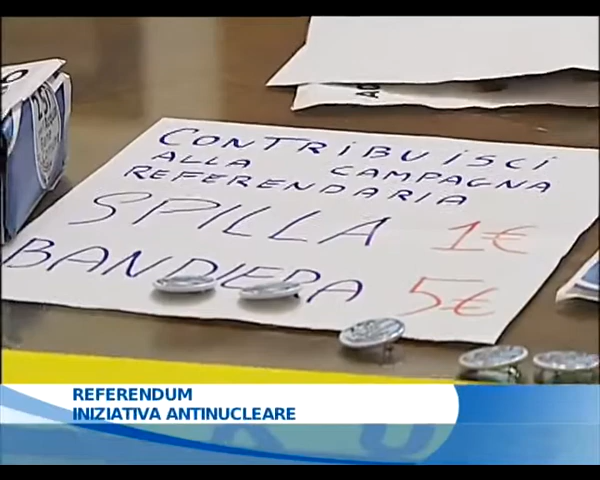 CONTRIBUISCI
ALLA CAMPAGNA
REFERENDARIA
SPILLA 1€
BANDIERA 5€
REFERENDUM
INIZIATIVA ANTINUCLEARE